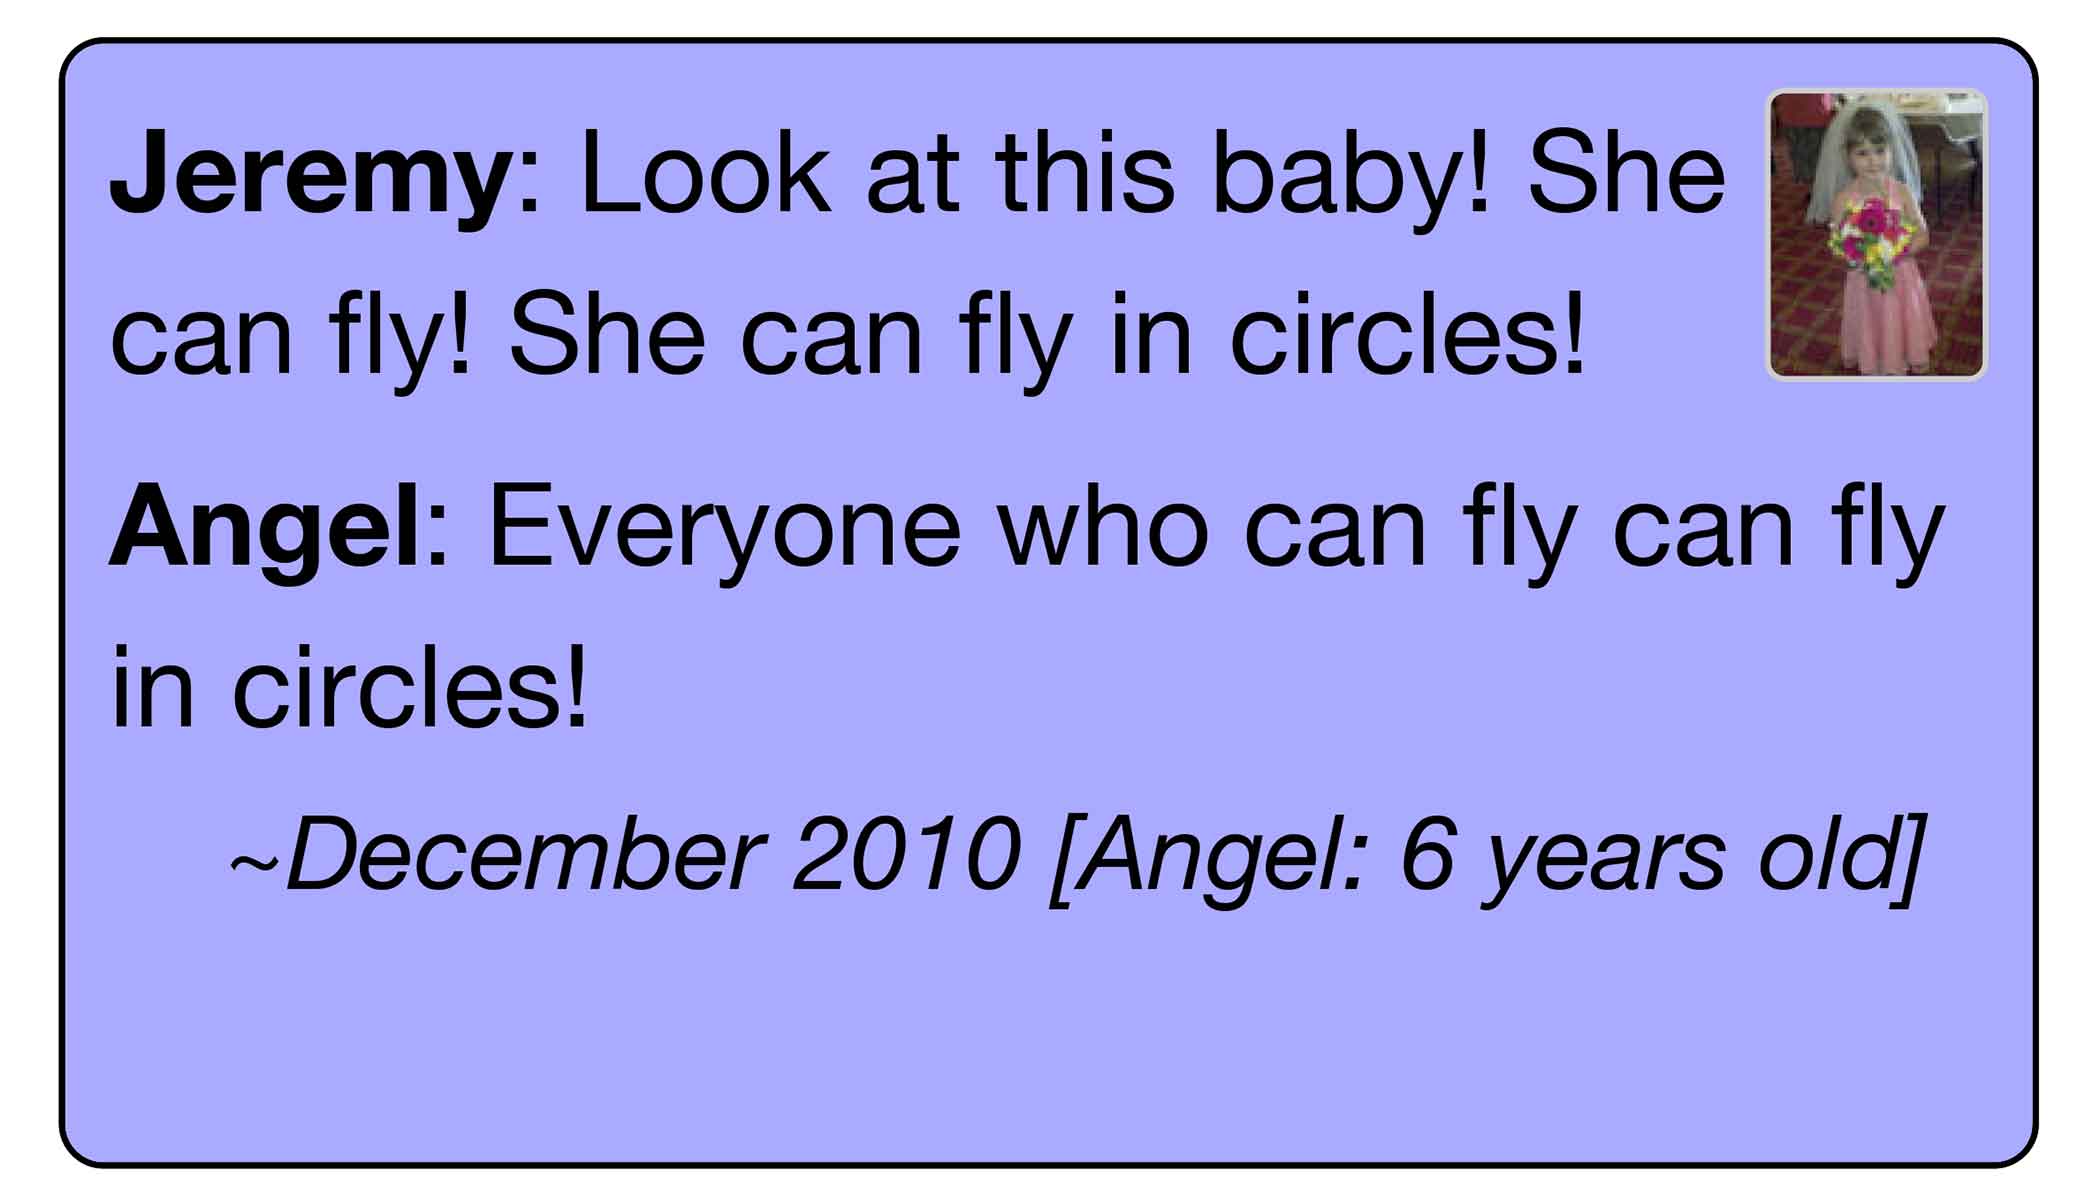 Jeremy: Look at this baby! She
can fly! She can fly in circles!
Angel: Everyone who can fly can fly
in circles!
~December 2010 [Angel: 6 years old]